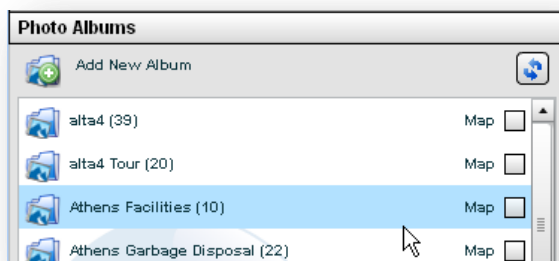 Photo Albums
Add New Album
alta4 (39) Map
alta4 Tour (20) Map
Athens Facilities (10) Map
Athens Garbage Disposal (22) Map